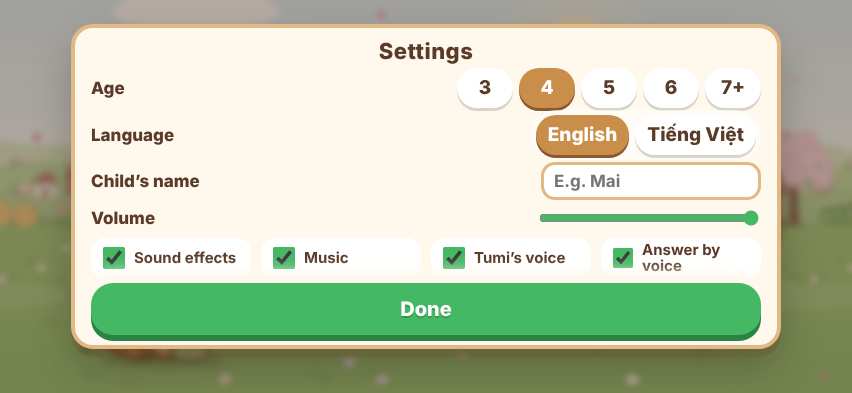 Settings
Age
3 4 5 6 7+
Language
English Tiếng Việt
Child's name
E.g. Mai
Volume
Sound effects
Music
Tumi's voice
Answer by
voice
Done